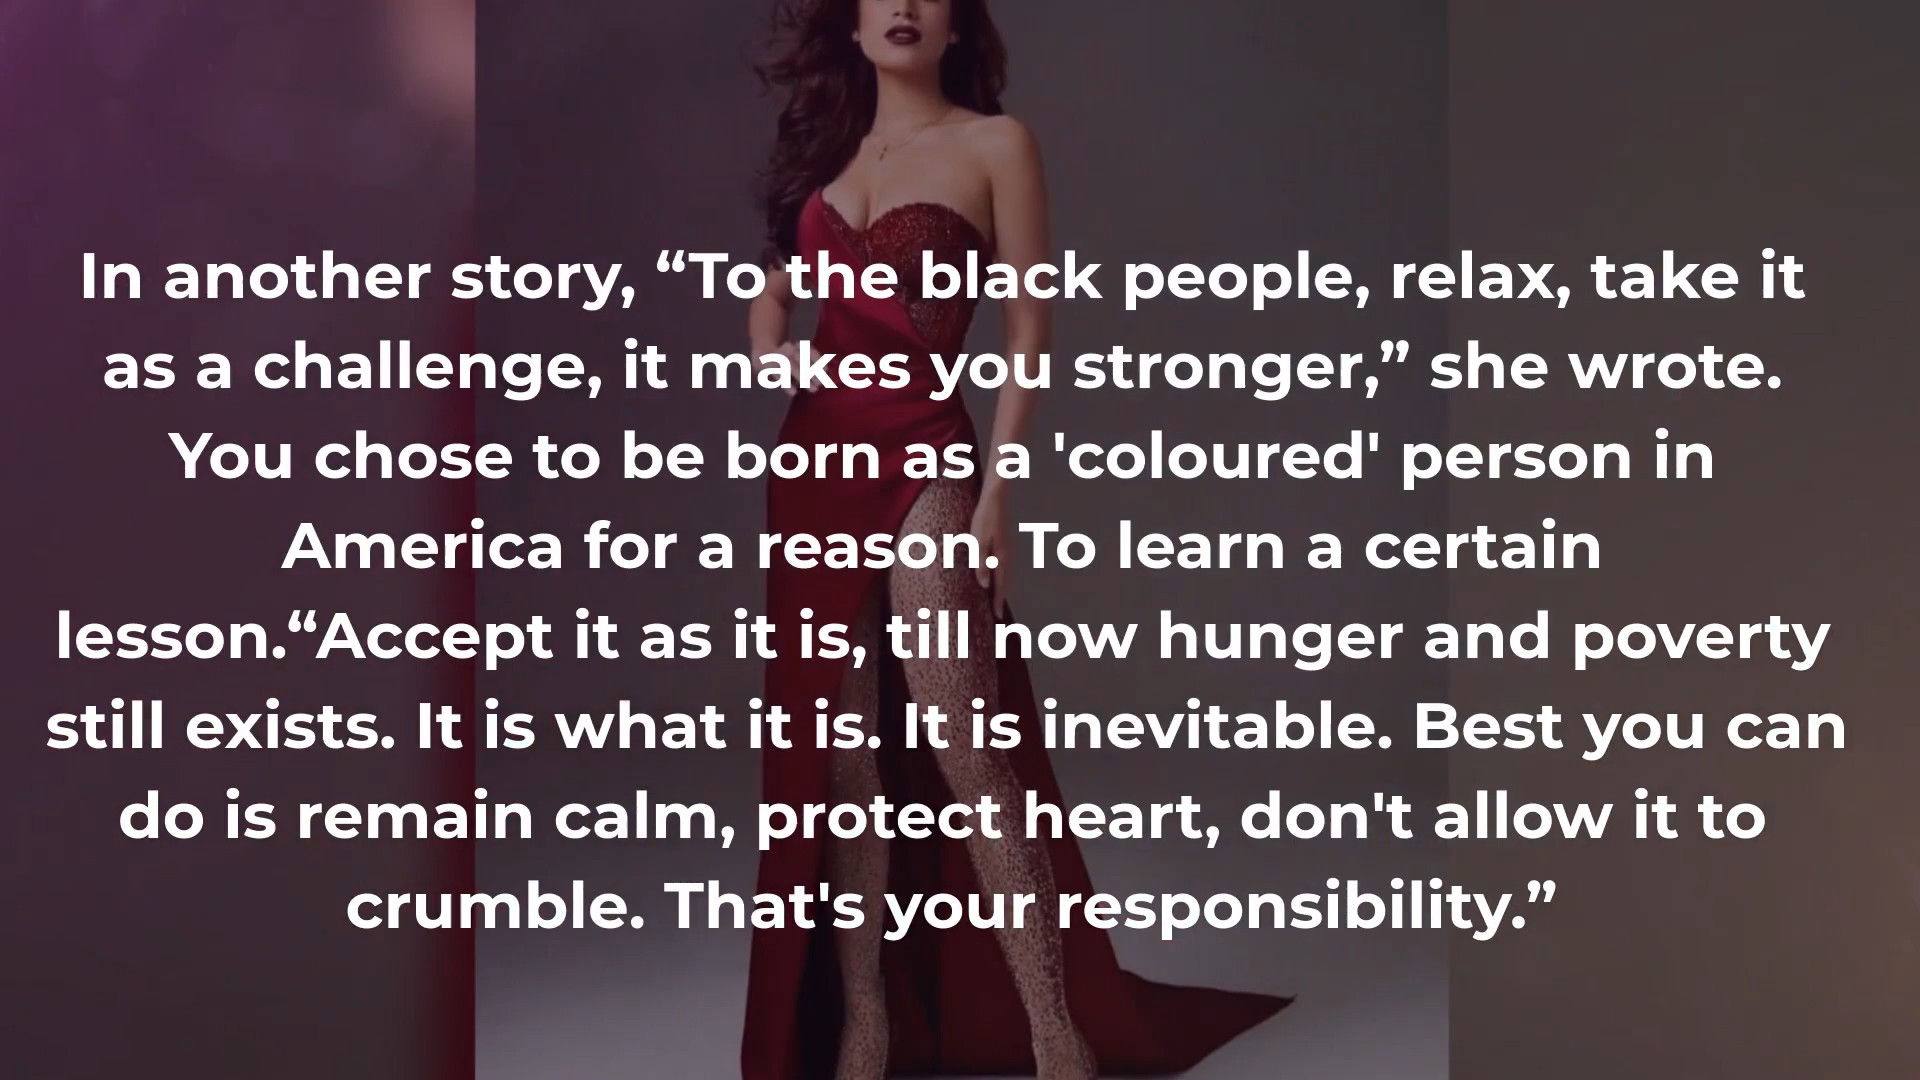 In another story, “To the black people, relax, take it
as a challenge, it makes you stronger,” she wrote.
You chose to be born as a 'coloured' person in
America for a reason. To learn a certain
lesson.“Accept it as it is, till now hunger and poverty
still exists. It is what it is. It is inevitable. Best you can
do is remain calm, protect heart, don't allow it to
crumble. That's your responsibility.”